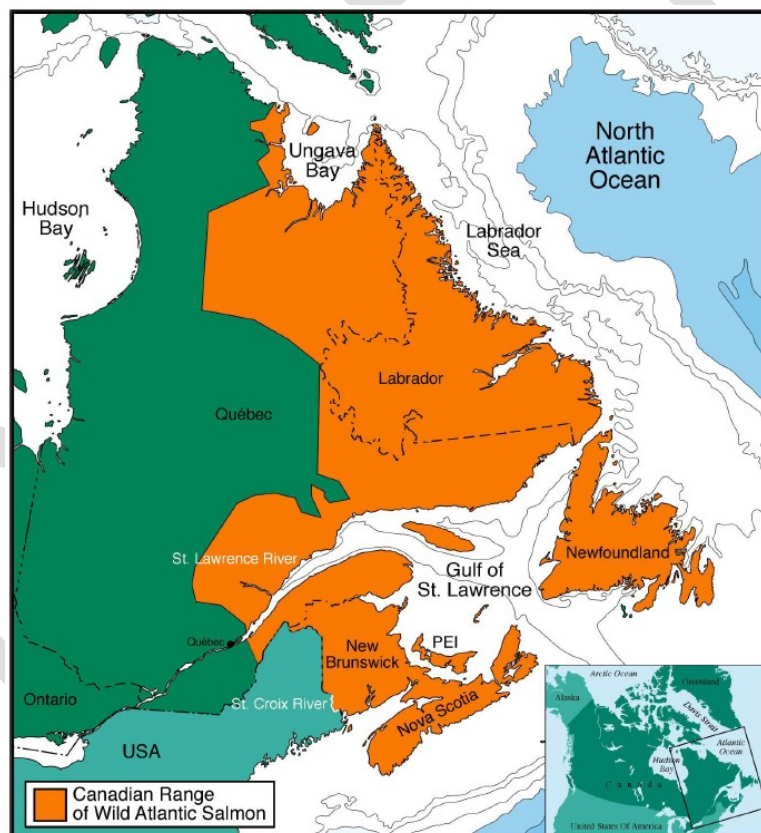 North
Atlantic
Ocean
Ungava
Bay
Hudson
Bay
Labrador
Sea
Labrador
Québec
St. Lawrence River
Newfoundland
Gulf of
St. Lawrence
Québec
New
Brunswick
PEI
Ontario
St. Croix River
Nova Scotia
USA
Canadian Range
of Wild Atlantic Salmon
Arctic Ocean
Greenland
Alaska
Davis Strait
Atlantic
Ocean
Hudson
Bay
Canada
United States Of America